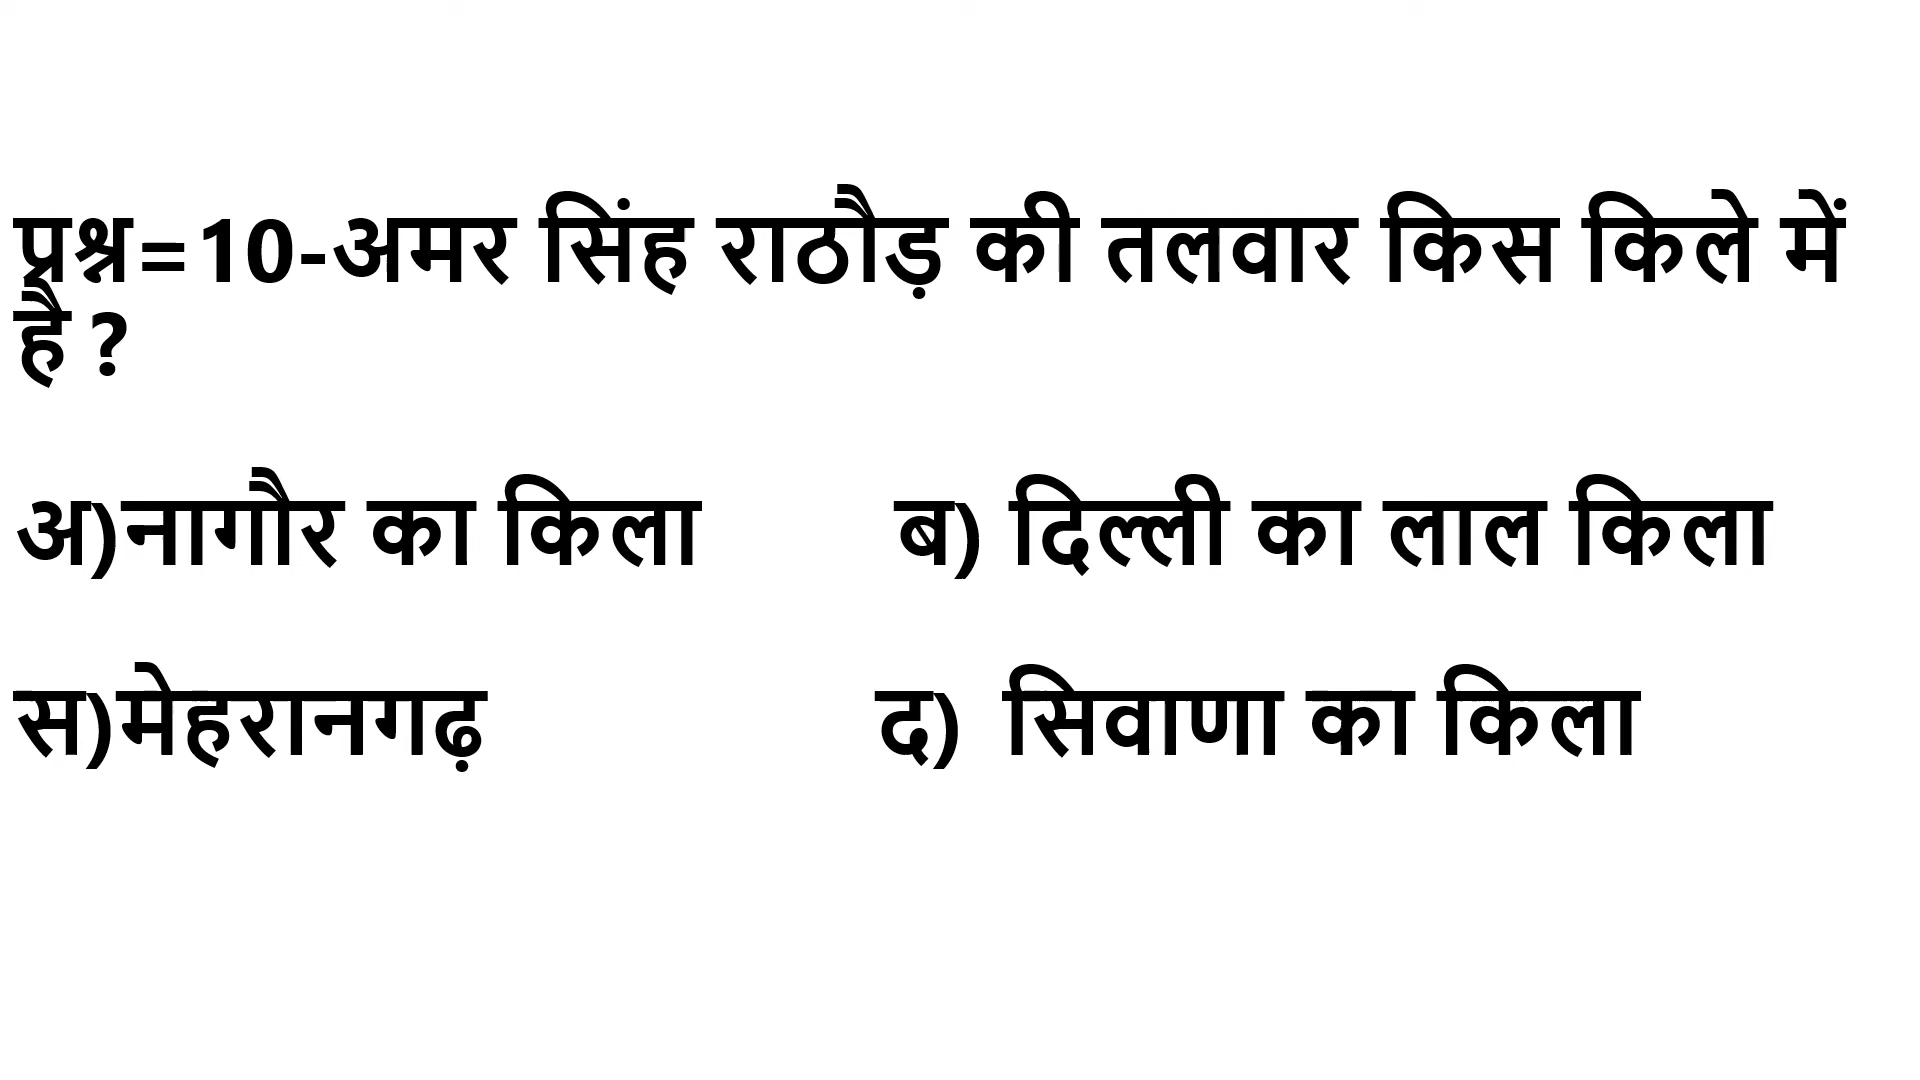 प्रश्न=10-अमर सिंह राठौड़ की तलवार किस किले में
है ?
अ)नागौर का किला ब) दिल्ली का लाल किला
स)मेहरानगढ़ द) सिवाणा का किला